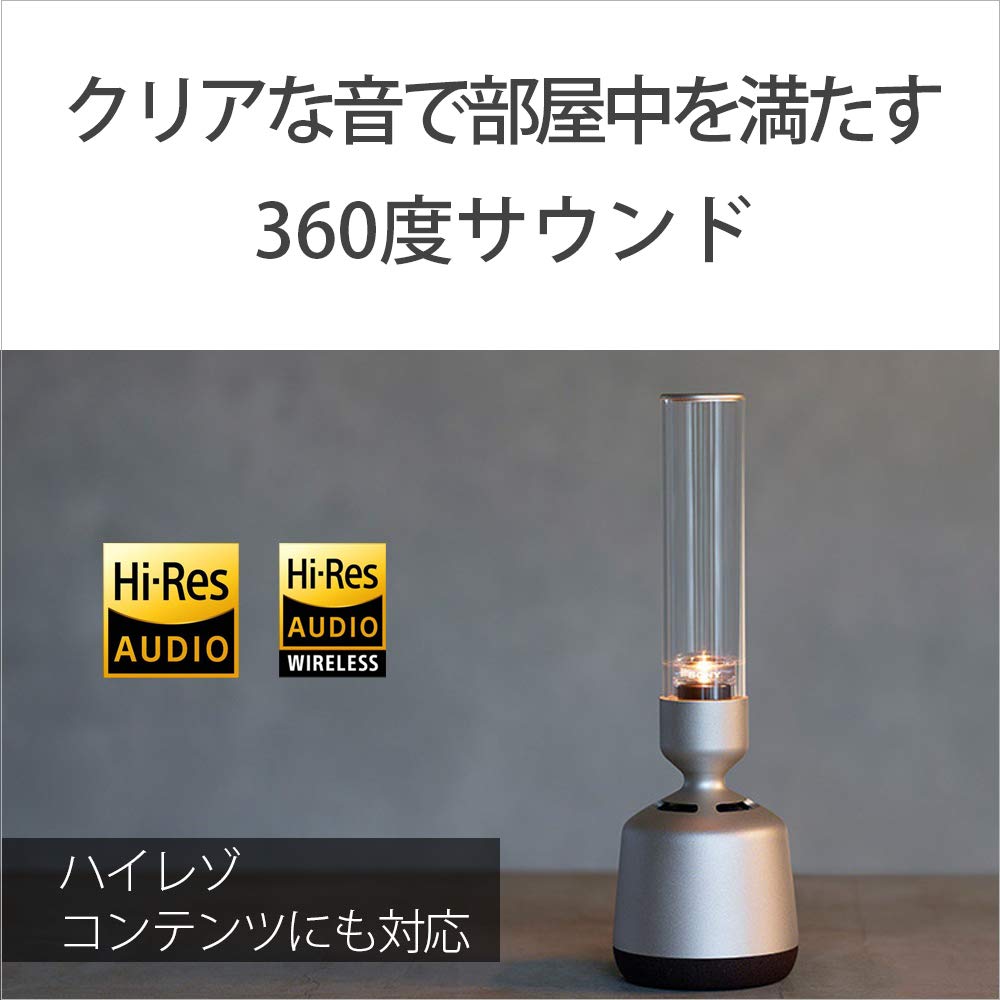 クリアな音で部屋中を満たす
360度サウンド
Hi-Res
AUDIO
Hi-Res
AUDIO
WIRELESS
ハイレゾ
コンテンツにも対応